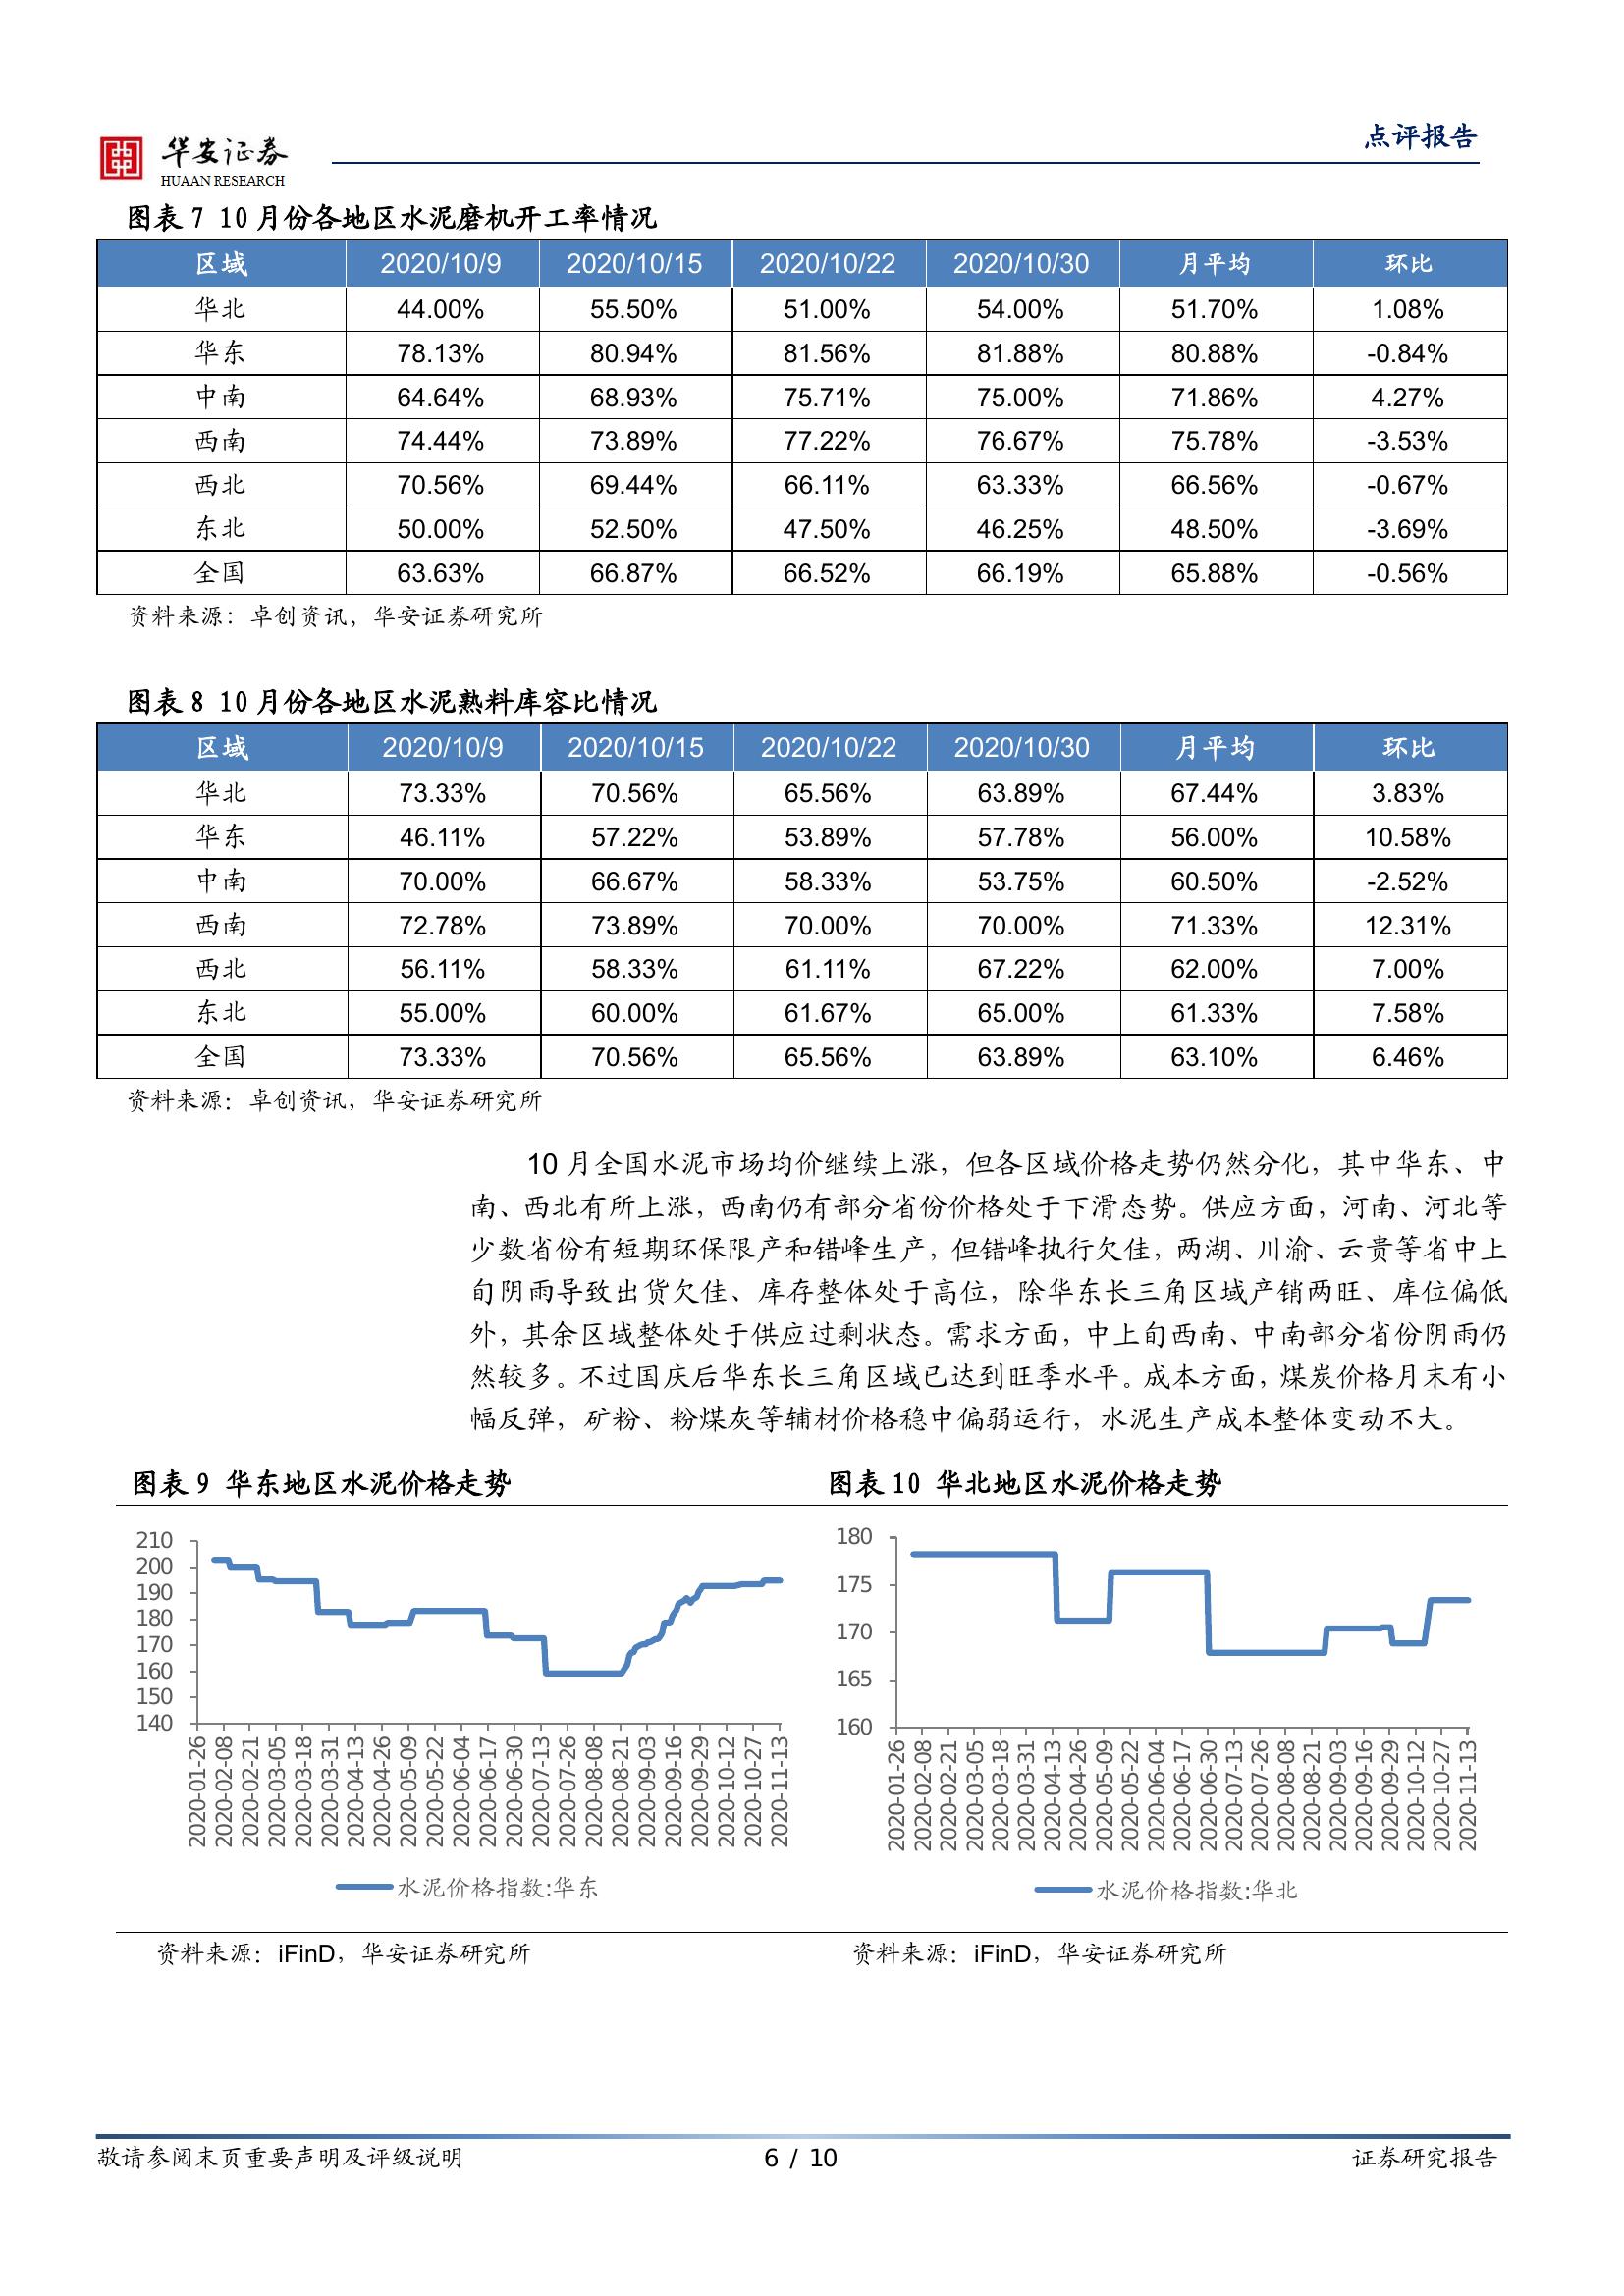 华安证券
HUAAN RESEARCH
点评报告
图表 7 10 月份各地区水泥磨机开工率情况
区域 2020/10/9 2020/10/15 2020/10/22 2020/10/30 月平均 环比
华北 44.00% 55.50% 51.00% 54.00% 51.70% 1.08%
华东 78.13% 80.94% 81.56% 81.88% 80.88% -0.84%
中南 64.64% 68.93% 75.71% 75.00% 71.86% 4.27%
西南 74.44% 73.89% 77.22% 76.67% 75.78% -3.53%
西北 70.56% 69.44% 66.11% 63.33% 66.56% -0.67%
东北 50.00% 52.50% 47.50% 46.25% 48.50% -3.69%
全国 63.63% 66.87% 66.52% 66.19% 65.88% -0.56%
资料来源：卓创资讯，华安证券研究所
图表 8 10 月份各地区水泥熟料库容比情况
区域 2020/10/9 2020/10/15 2020/10/22 2020/10/30 月平均 环比
华北 73.33% 70.56% 65.56% 63.89% 67.44% 3.83%
华东 46.11% 57.22% 53.89% 57.78% 56.00% 10.58%
中南 70.00% 66.67% 58.33% 53.75% 60.50% -2.52%
西南 72.78% 73.89% 70.00% 70.00% 71.33% 12.31%
西北 56.11% 58.33% 61.11% 67.22% 62.00% 7.00%
东北 55.00% 60.00% 61.67% 65.00% 61.33% 7.58%
全国 73.33% 70.56% 65.56% 63.89% 63.10% 6.46%
资料来源：卓创资讯，华安证券研究所
10 月全国水泥市场均价继续上涨，但各区域价格走势仍然分化，其中华东、中
南、西北有所上涨，西南仍有部分省份价格处于下滑态势。供应方面，河南、河北等
少数省份有短期环保限产和错峰生产，但错峰执行欠佳，两湖、川渝、云贵等省中上
旬阴雨导致出货欠佳、库存整体处于高位，除华东长三角区域产销两旺、库位偏低
外，其余区域整体处于供应过剩状态。需求方面，中上旬西南、中南部分省份阴雨仍
然较多。不过国庆后华东长三角区域已达到旺季水平。成本方面，煤炭价格月末有小
幅反弹，矿粉、粉煤灰等辅材价格稳中偏弱运行，水泥生产成本整体变动不大。
图表 9 华东地区水泥价格走势
210
200
190
180
170
160
150
140
2020-01-26
2020-02-08
2020-02-21
2020-03-05
2020-03-18
2020-03-31
2020-04-13
2020-04-26
2020-05-09
2020-05-22
2020-06-04
2020-06-17
2020-06-30
2020-07-13
2020-07-26
2020-08-08
2020-08-21
2020-09-03
2020-09-16
2020-09-29
2020-10-12
2020-10-27
2020-11-13
水泥价格指数:华东
资料来源：iFinD，华安证券研究所
图表 10 华北地区水泥价格走势
180
175
170
165
160
2020-01-26
2020-02-08
2020-02-21
2020-03-05
2020-03-18
2020-03-31
2020-04-13
2020-04-26
2020-05-09
2020-05-22
2020-06-04
2020-06-17
2020-06-30
2020-07-13
2020-07-26
2020-08-08
2020-08-21
2020-09-03
2020-09-16
2020-09-29
2020-10-12
2020-10-27
2020-11-13
水泥价格指数:华北
资料来源：iFinD，华安证券研究所
敬请参阅末页重要声明及评级说明
6 / 10
证券研究报告